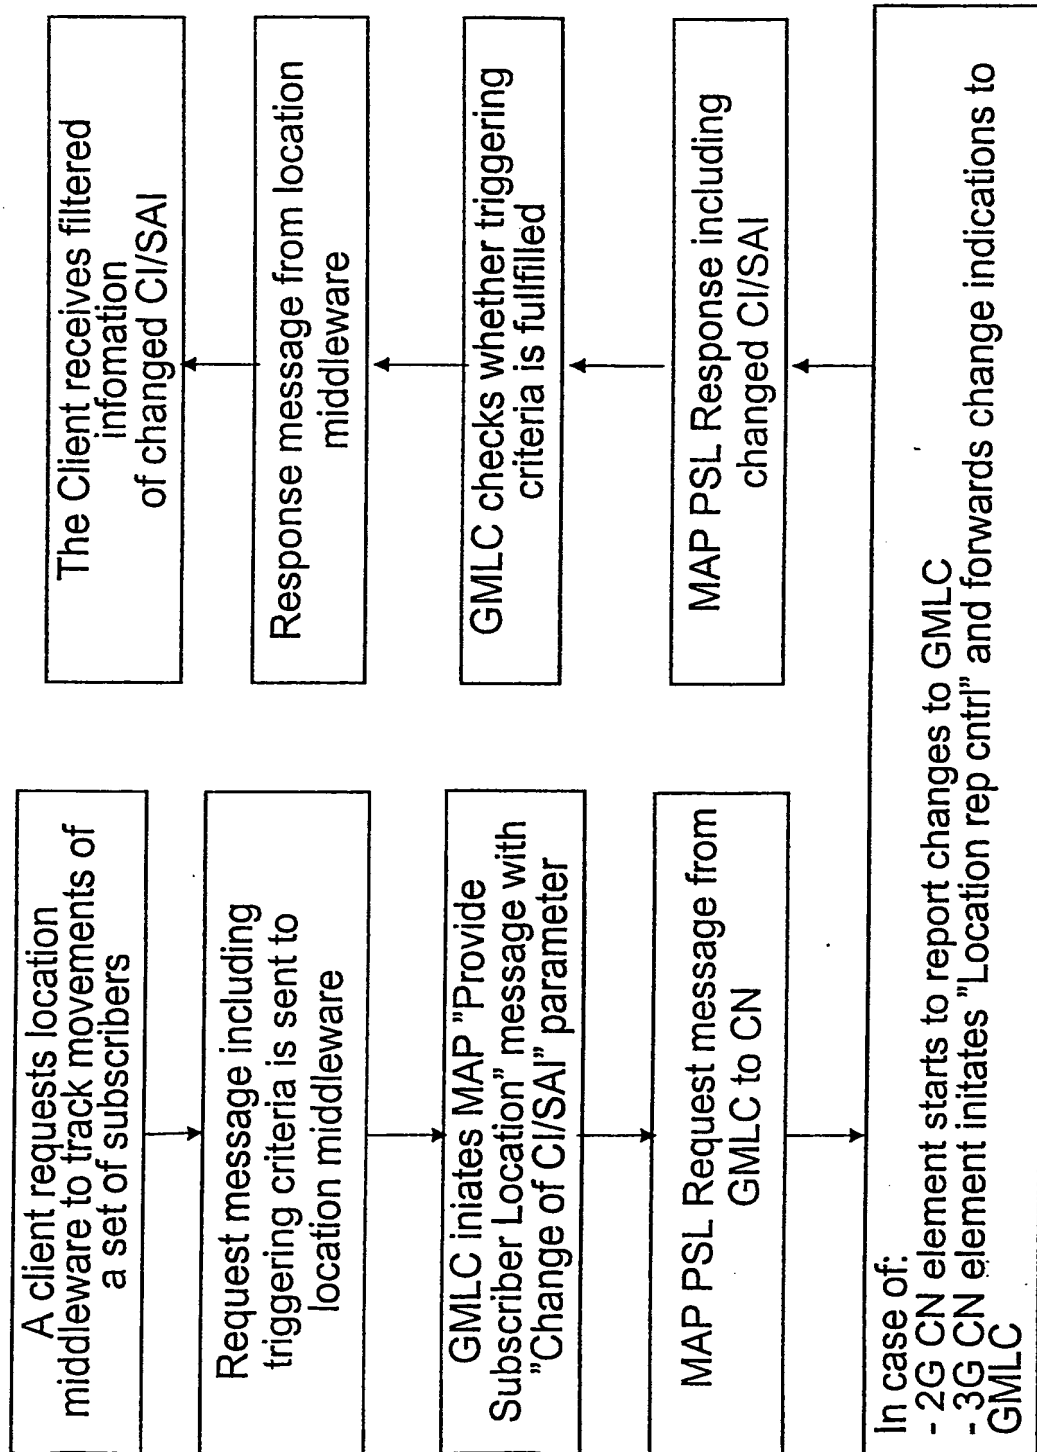 A client requests location
middleware to track movements of
a set of subscribers
Request message including
triggering criteria is sent to
location middleware
GMLC iniates MAP "Provide
Subscriber Location" message with
"Change of CI/SAI" parameter
MAP PSL Request message from
GMLC to CN
In case of:
- 2G CN element starts to report changes to GMLC
- 3G CN element initates "Location rep cntrl" and forwards change indications to
GMLC
MAP PSL Response including
changed CI/SAI
GMLC checks whether triggering
criteria is fullfilled
Response message from location
middleware
The Client receives filtered
infomation
of changed CI/SAI